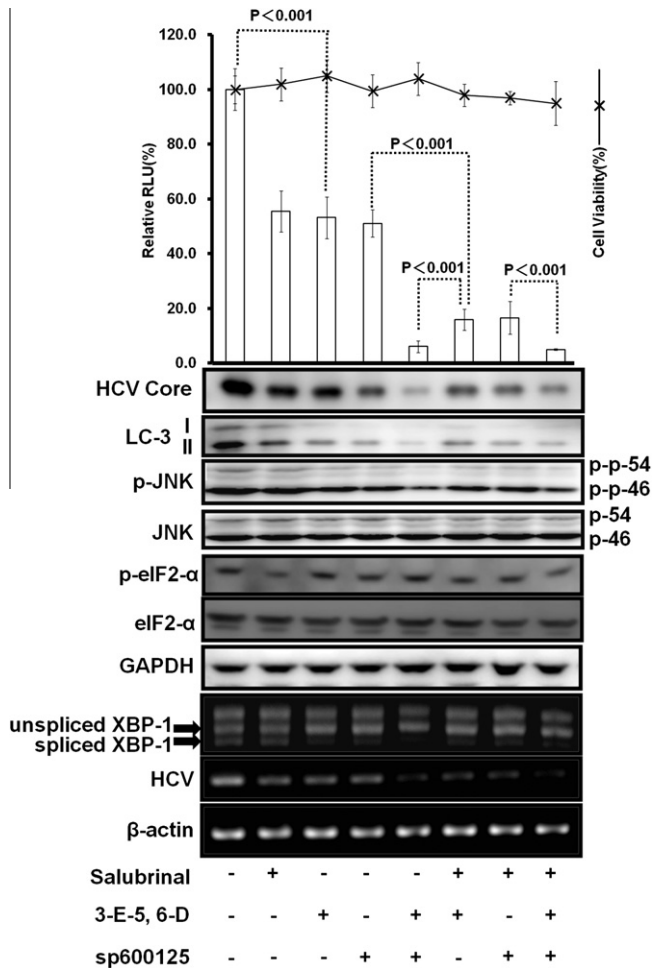 P<0.001
120.0
100.0
80.0
60.0
40.0
20.0
0.0
Relative RLU(%)
Cell Viability(%)
P<0.001
P<0.001
P<0.001
HCV Core
LC-3 I
II
p-JNK
p-p-54
p-p-46
JNK
p-54
p-46
p-eIF2-α
eIF2-α
GAPDH
unspliced XBP-1
spliced XBP-1
HCV
β-actin
Salubrinal - + - - - + + +
3-E-5, 6-D - - + - + + - +
sp600125 - - - + + - + +